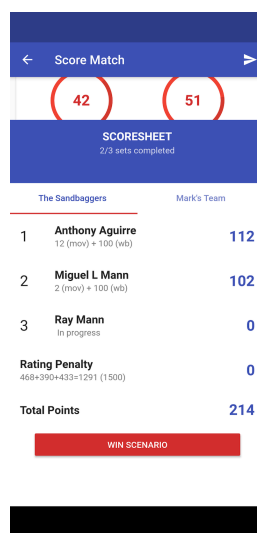 Score Match
42 51
SCORESHEET
2/3 sets completed
The Sandbaggers Mark's Team
1 Anthony Aguirre 112
12 (mov) + 100 (wb)
2 Miguel L Mann 102
2 (mov) + 100 (wb)
3 Ray Mann 0
In progress
Rating Penalty 0
468+390+433=1291 (1500)
Total Points 214
WIN SCENARIO